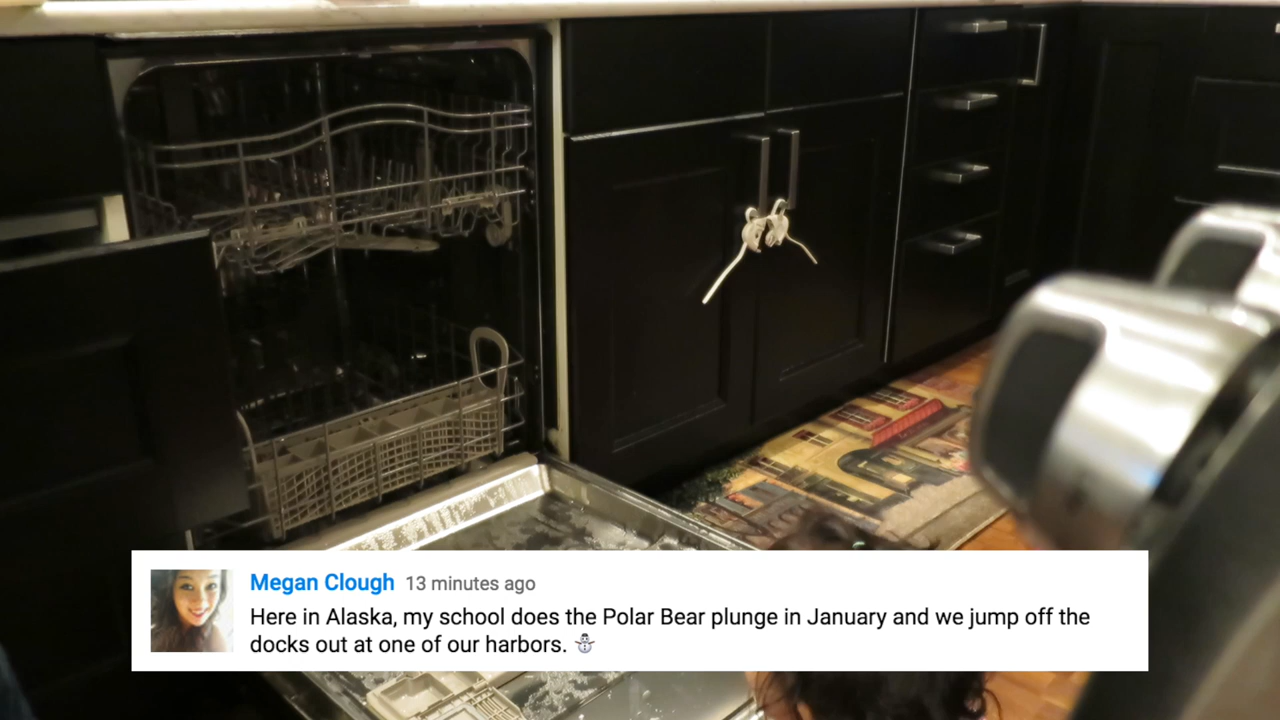 Megan Clough 13 minutes ago
Here in Alaska, my school does the Polar Bear plunge in January and we jump off the
docks out at one of our harbors. ⛄